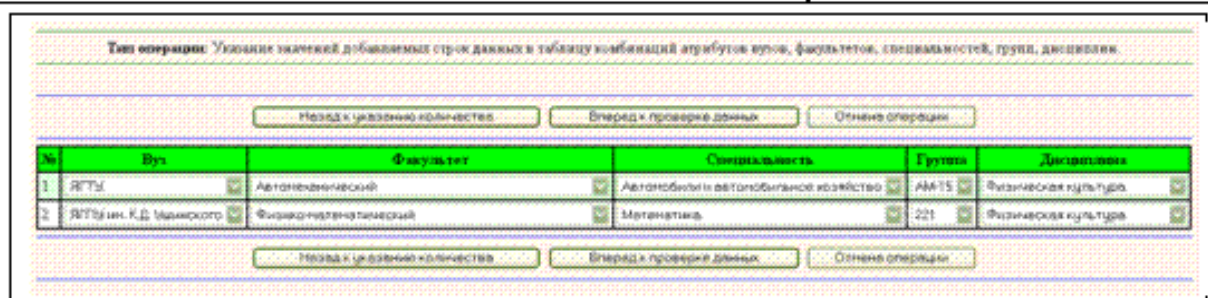 Тип операции: Указание значений добавляемых строк данных в таблицу комбинаций атрибутов вузов, факультетов, специальностей, групп, дисциплин.
Назад к указанию количества Вперед к проверке данных Отмена операции
№ Вуз Факультет Специальность Группа Дисциплина
1 ЯГТУ Автомеханический Автомобили и автомобильное хозяйство АМ-15 Физическая культура
2 ЯГПУ им. К.Д. Ушинского Физико-математический Математика 221 Физическая культура
Назад к указанию количества Вперед к проверке данных Отмена операции